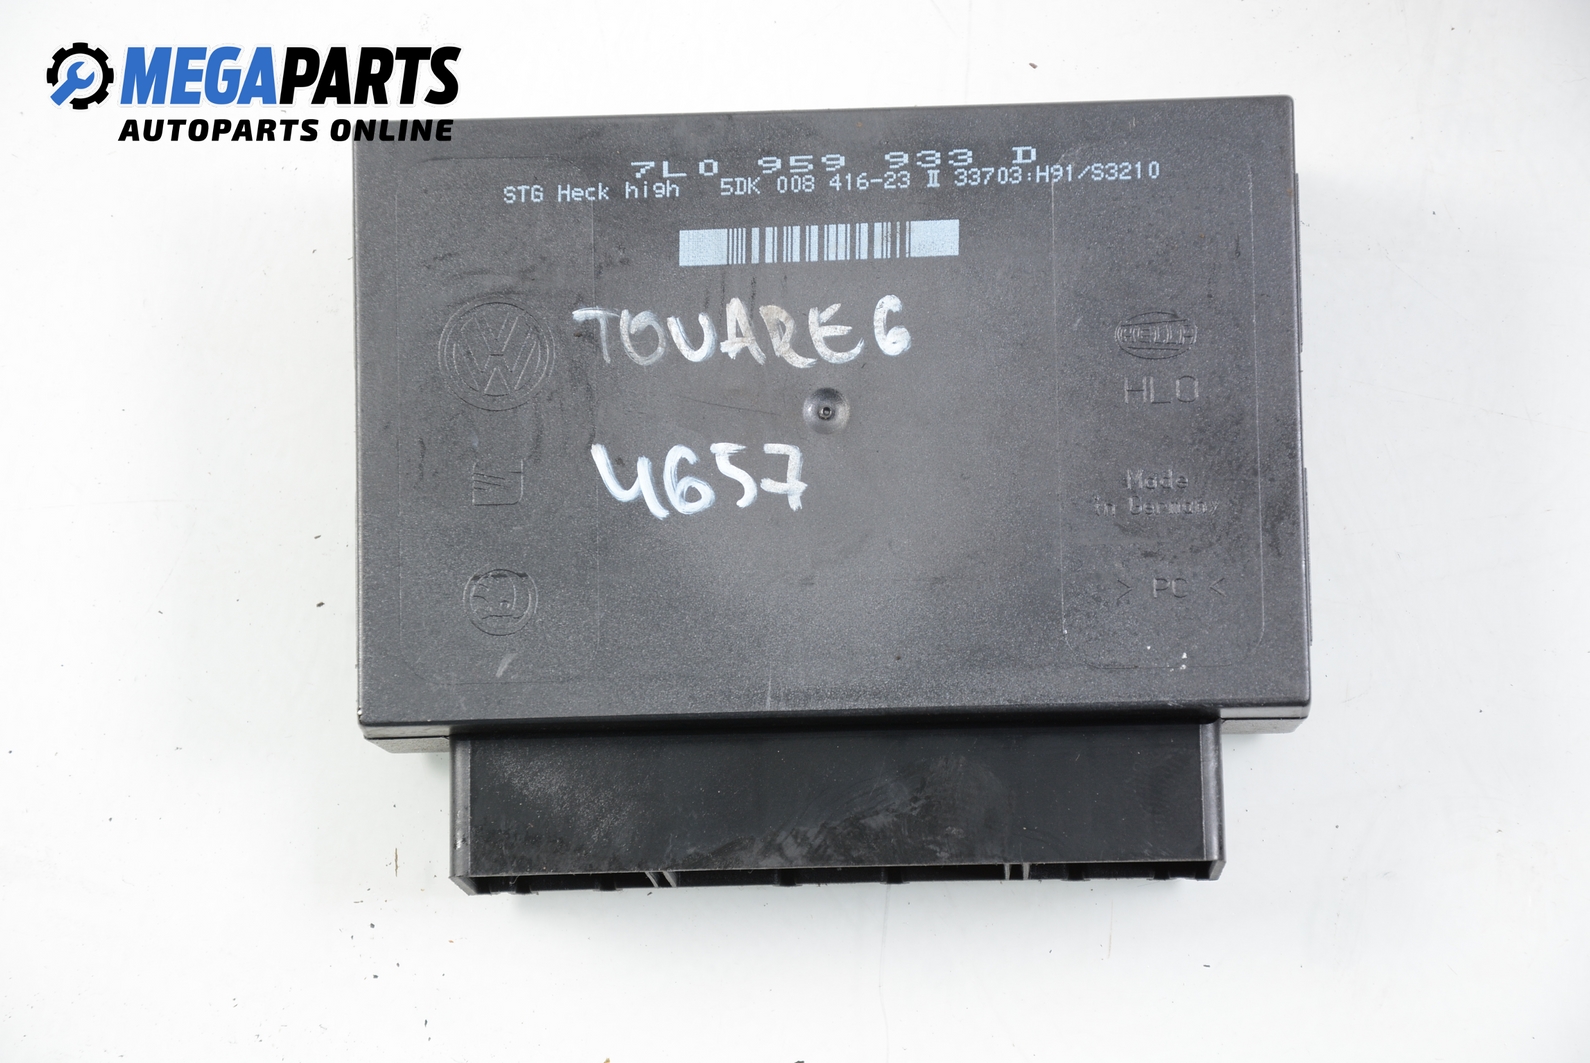 MEGAPARTS
AUTOPARTS ONLINE
7L0 959 933 D
STG Heck high 5DK 008 416-23 II 33703:H91/S3210
TOUAREG
4657
HELLA
HLO
Made
in Germany
> PC <